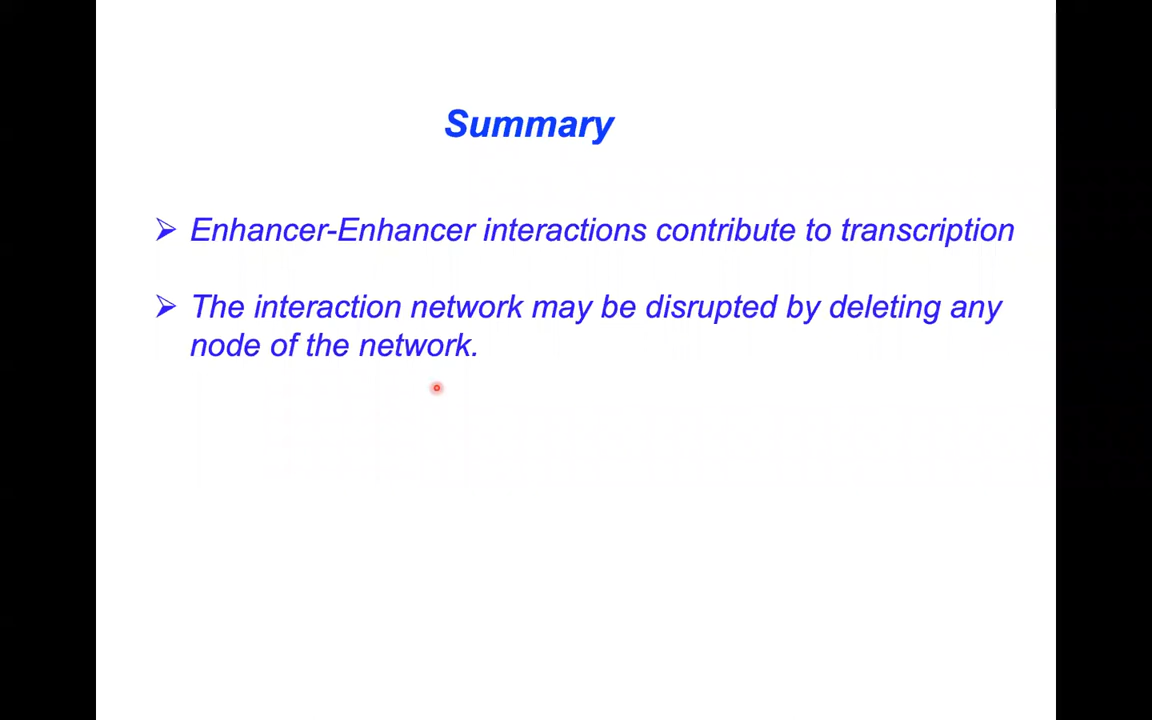 Summary
Enhancer-Enhancer interactions contribute to transcription
The interaction network may be disrupted by deleting any
node of the network.